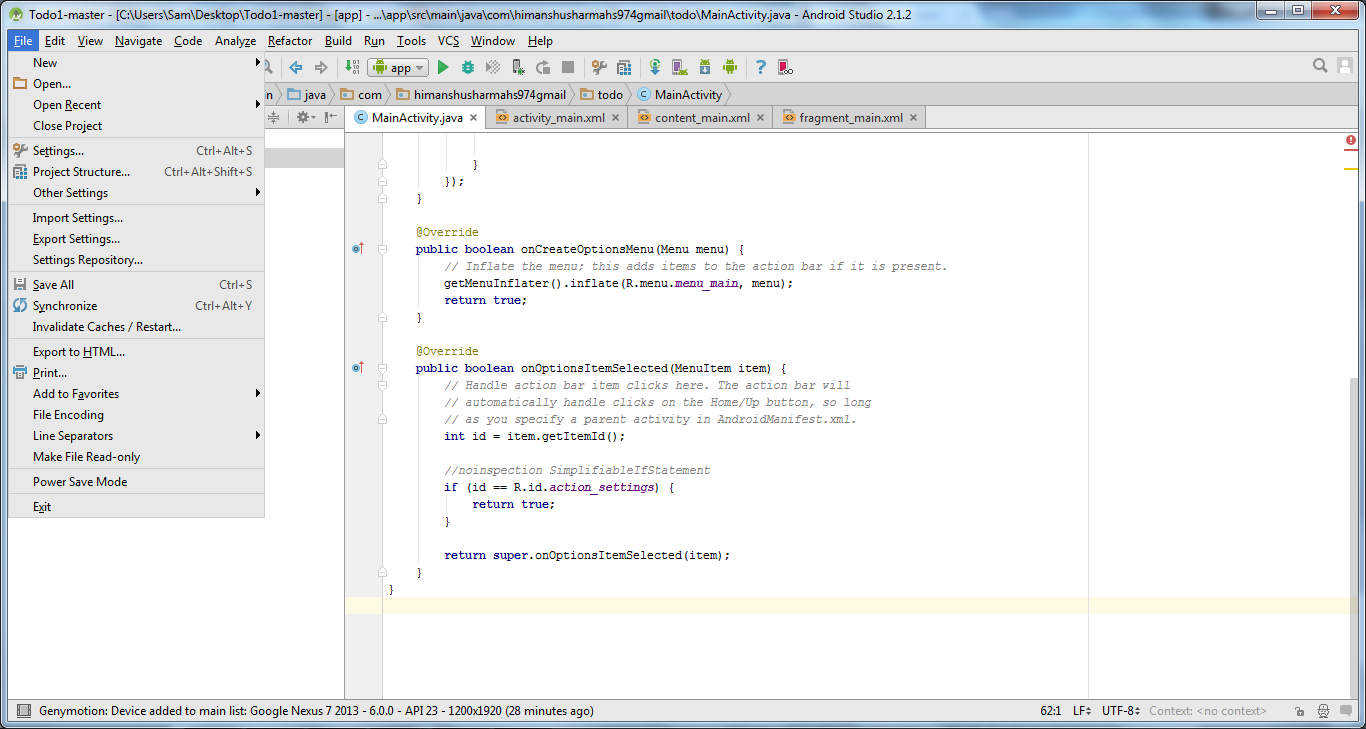 Todo1-master - [C:\Users\Sam\Desktop\Todo1-master] - [app] - ...\app\src\main\java\com\himanshusharmahs974gmail\todo\MainActivity.java - Android Studio 2.1.2
File Edit View Navigate Code Analyze Refactor Build Run Tools VCS Window Help
app
java com himanshusharmahs974gmail todo MainActivity
MainActivity.java activity_main.xml content_main.xml fragment_main.xml
New
Open...
Open Recent
Close Project
Settings... Ctrl+Alt+S
Project Structure... Ctrl+Alt+Shift+S
Other Settings
Import Settings...
Export Settings...
Settings Repository...
Save All Ctrl+S
Synchronize Ctrl+Alt+Y
Invalidate Caches / Restart...
Export to HTML...
Print...
Add to Favorites
File Encoding
Line Separators
Make File Read-only
Power Save Mode
Exit
}
});
}
@Override
public boolean onCreateOptionsMenu(Menu menu) {
// Inflate the menu; this adds items to the action bar if it is present.
getMenuInflater().inflate(R.menu.menu_main, menu);
return true;
}
@Override
public boolean onOptionsItemSelected(MenuItem item) {
// Handle action bar item clicks here. The action bar will
// automatically handle clicks on the Home/Up button, so long
// as you specify a parent activity in AndroidManifest.xml.
int id = item.getItemId();
//noinspection SimplifiableIfStatement
if (id == R.id.action_settings) {
return true;
}
return super.onOptionsItemSelected(item);
}
}
Genymotion: Device added to main list: Google Nexus 7 2013 - 6.0.0 - API 23 - 1200x1920 (28 minutes ago) 62:1 LF UTF-8 Context: <no context>